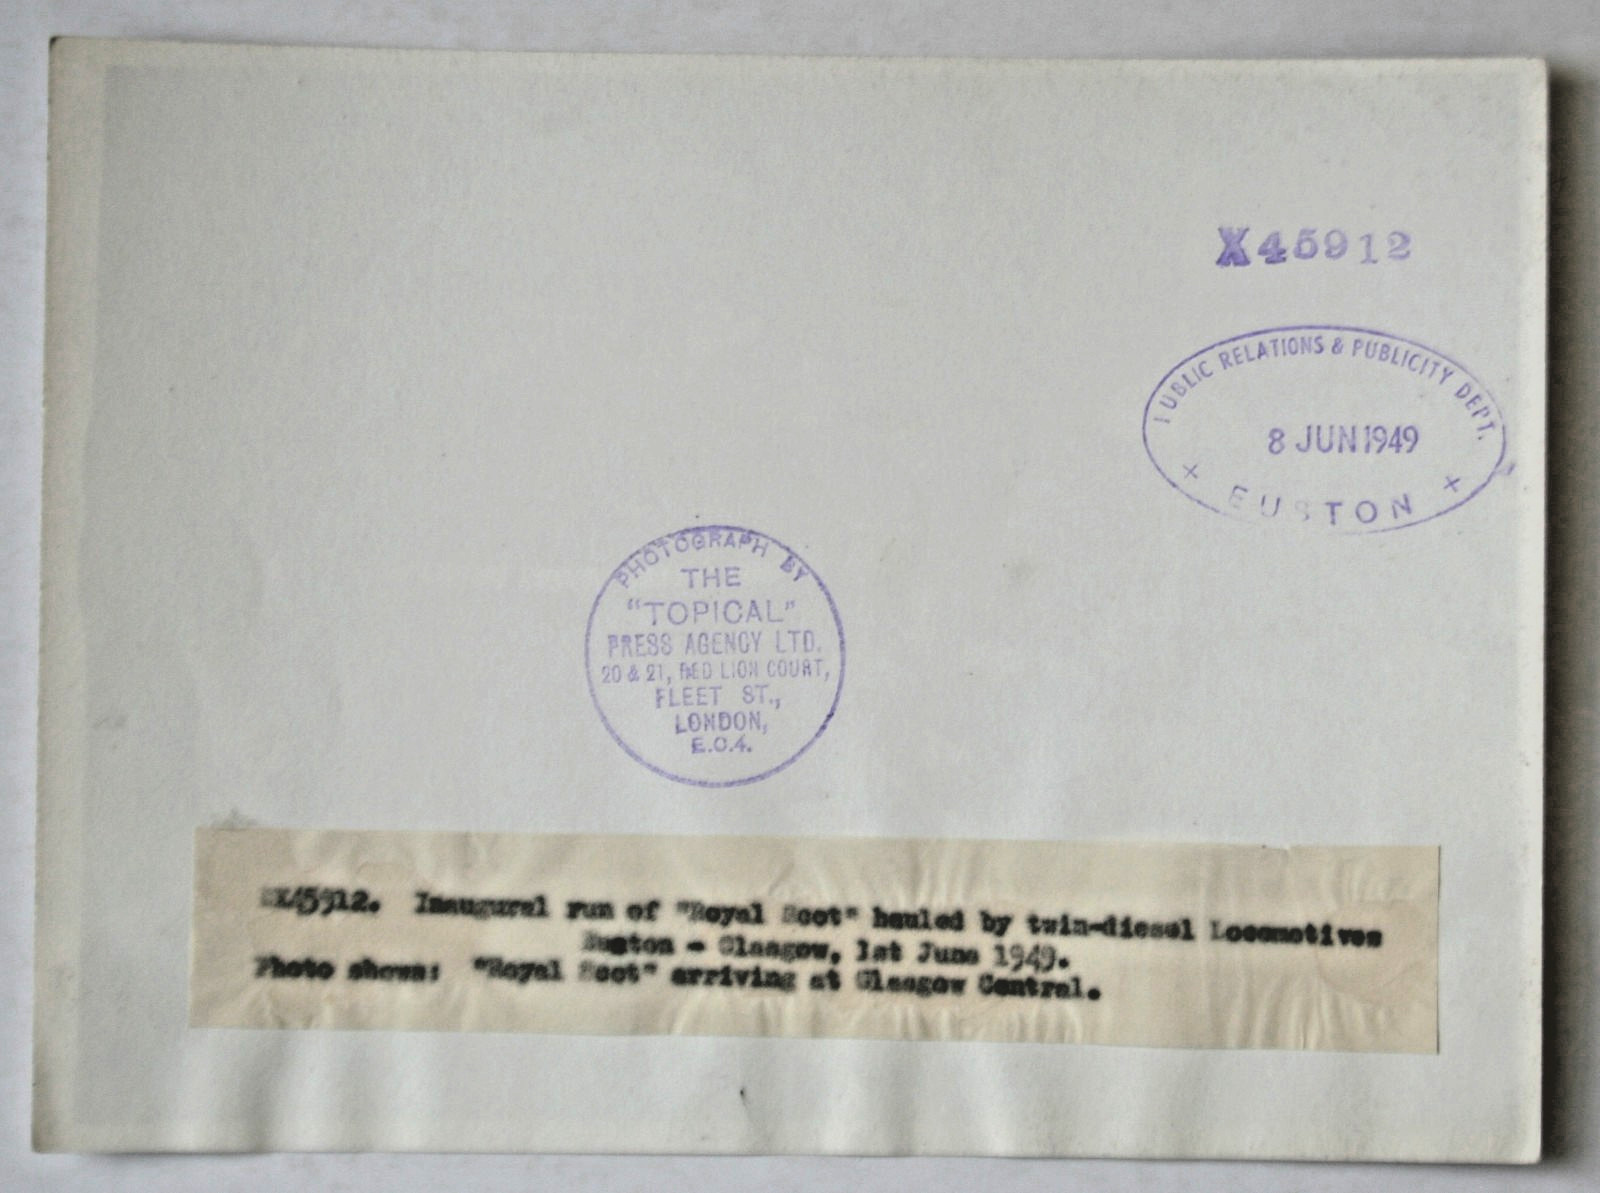 X45912
PUBLIC RELATIONS & PUBLICITY DEPT.
8 JUN 1949
EUSTON
PHOTOGRAPH BY
THE
"TOPICAL"
PRESS AGENCY LTD.
20 & 21, RED LION COURT,
FLEET ST.,
LONDON,
E.C.4.
X45912. Inaugural run of "Royal Scot" hauled by twin-diesel Locomotives
Euston - Glasgow, 1st June 1949.
Photo shows: "Royal Scot" arriving at Glasgow Central.